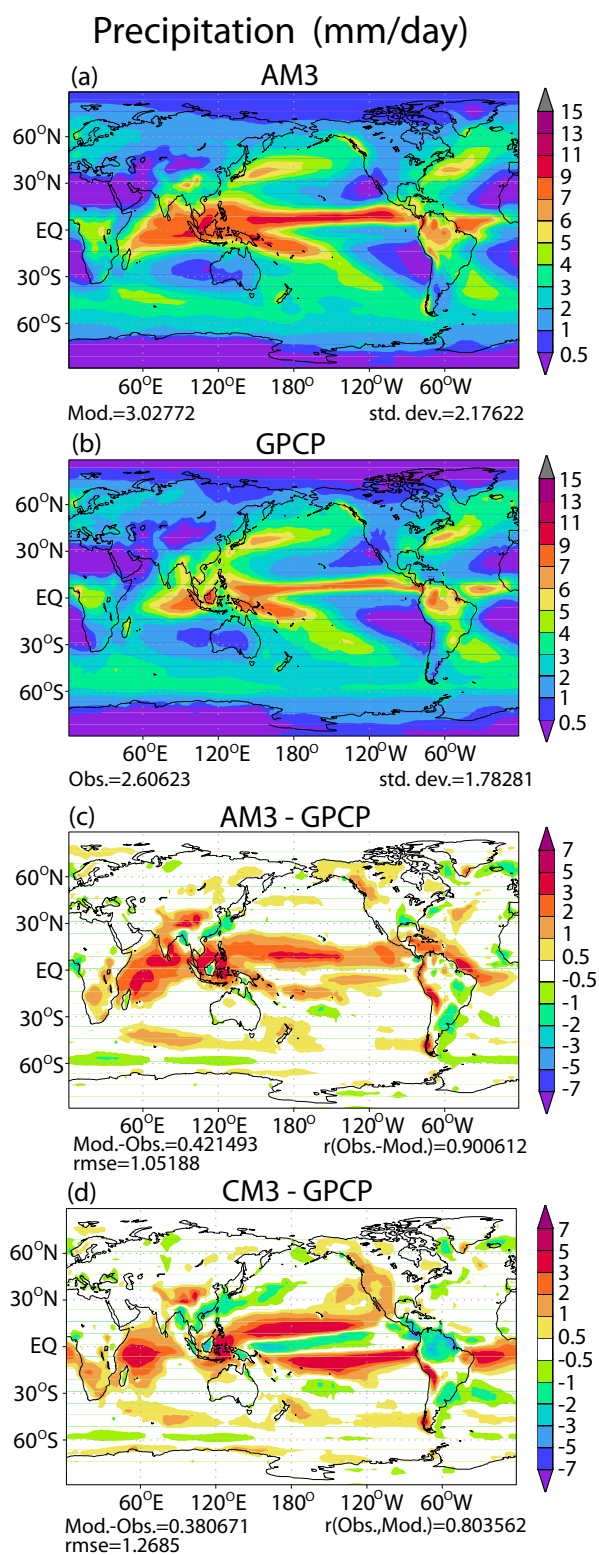 Precipitation (mm/day)
(a) AM3
60°N
30°N
EQ
30°S
60°S
60°E 120°E 180° 120°W 60°W
15
13
11
9
7
6
5
4
3
2
1
0.5
Mod.=3.02772 std. dev.=2.17622
(b) GPCP
60°N
30°N
EQ
30°S
60°S
60°E 120°E 180° 120°W 60°W
15
13
11
9
7
6
5
4
3
2
1
0.5
Obs.=2.60623 std. dev.=1.78281
(c) AM3 - GPCP
60°N
30°N
EQ
30°S
60°S
60°E 120°E 180° 120°W 60°W
7
5
3
2
1
0.5
-0.5
-1
-2
-3
-5
-7
Mod.-Obs.=0.421493 r(Obs.-Mod.)=0.900612
rmse=1.05188
(d) CM3 - GPCP
60°N
30°N
EQ
30°S
60°S
60°E 120°E 180° 120°W 60°W
7
5
3
2
1
0.5
-0.5
-1
-2
-3
-5
-7
Mod.-Obs.=0.380671 r(Obs.,Mod.)=0.803562
rmse=1.2685